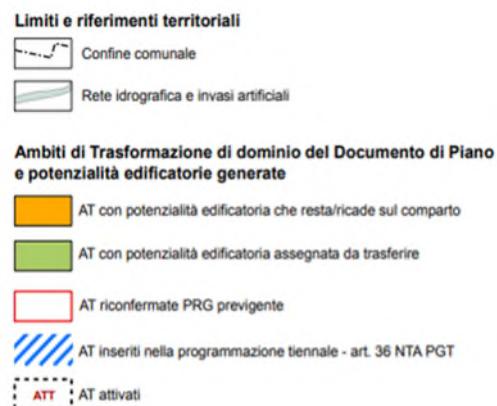 Limiti e riferimenti territoriali
Confine comunale
Rete idrografica e invasi artificiali
Ambiti di Trasformazione di dominio del Documento di Piano
e potenzialità edificatorie generate
AT con potenzialità edificatoria che resta/ricade sul comparto
AT con potenzialità edificatoria assegnata da trasferire
AT riconfermate PRG previgente
AT inseriti nella programmazione tiennale - art. 36 NTA PGT
ATT AT attivati